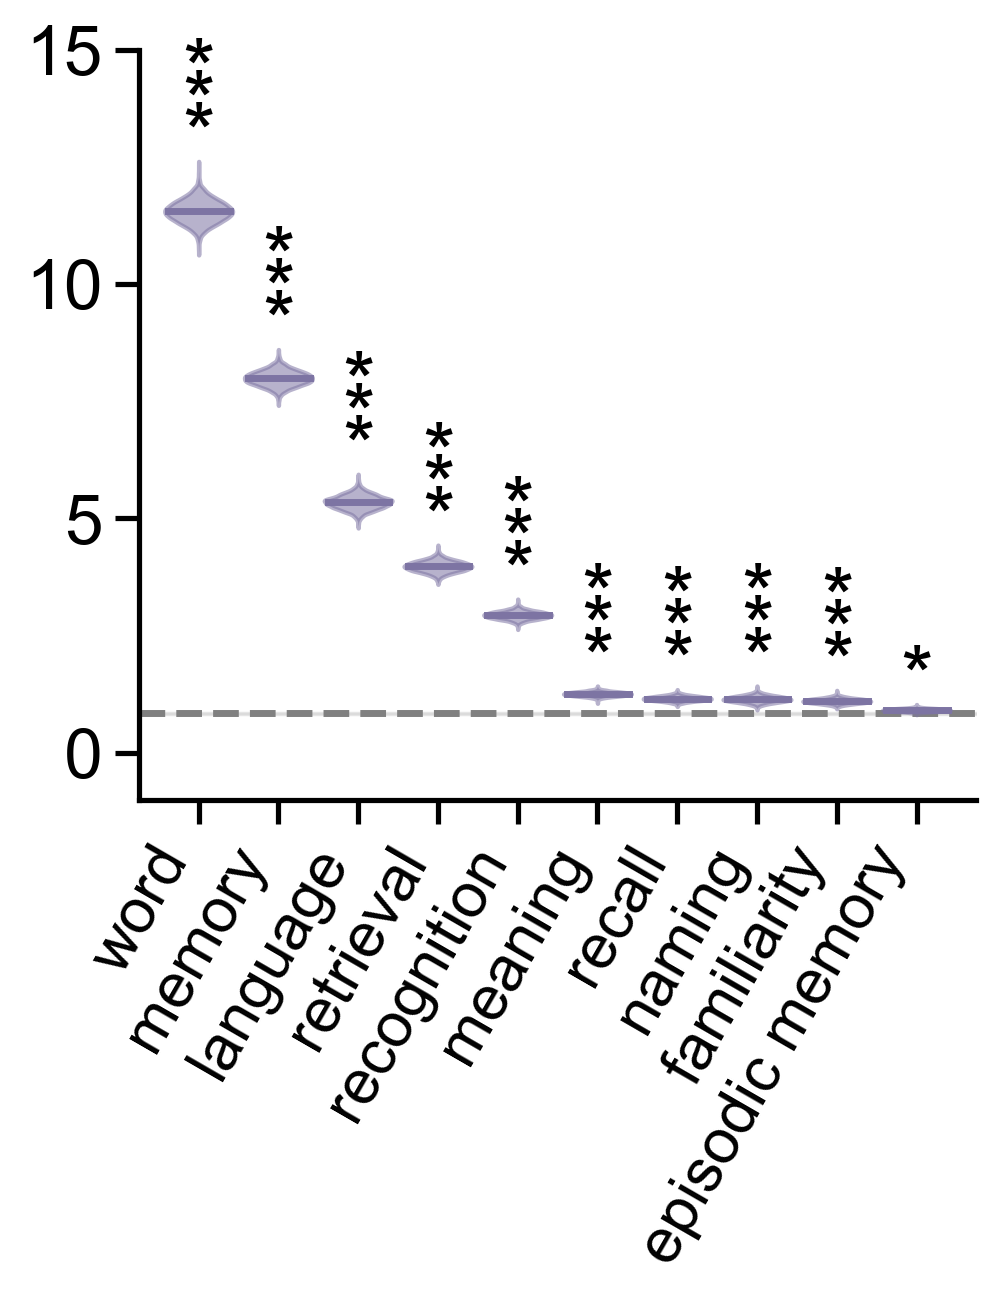 15
10
5
0
***
***
***
***
***
***
***
***
***
*
word
memory
language
retrieval
recognition
meaning
recall
naming
familiarity
episodic memory